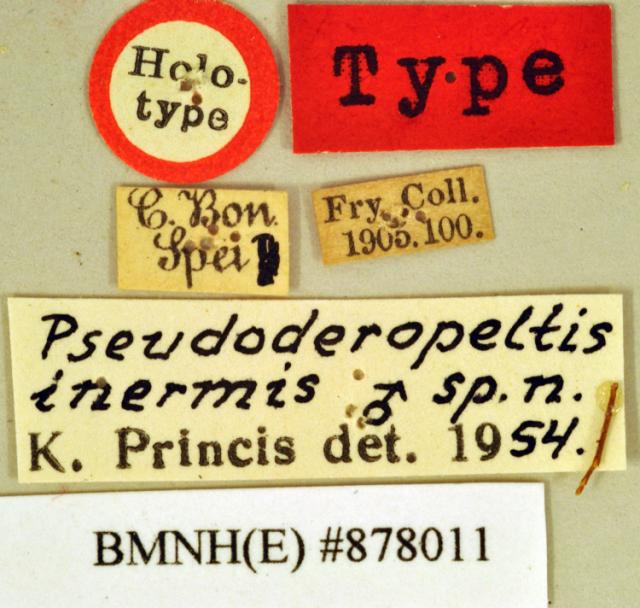 Holo-
type
Type
C. Bon.
Spei
Fry Coll.
1905.100.
Pseudoderopeltis
inermis ♂ sp. n.
K. Princis det. 1954.
BMNH(E) #878011